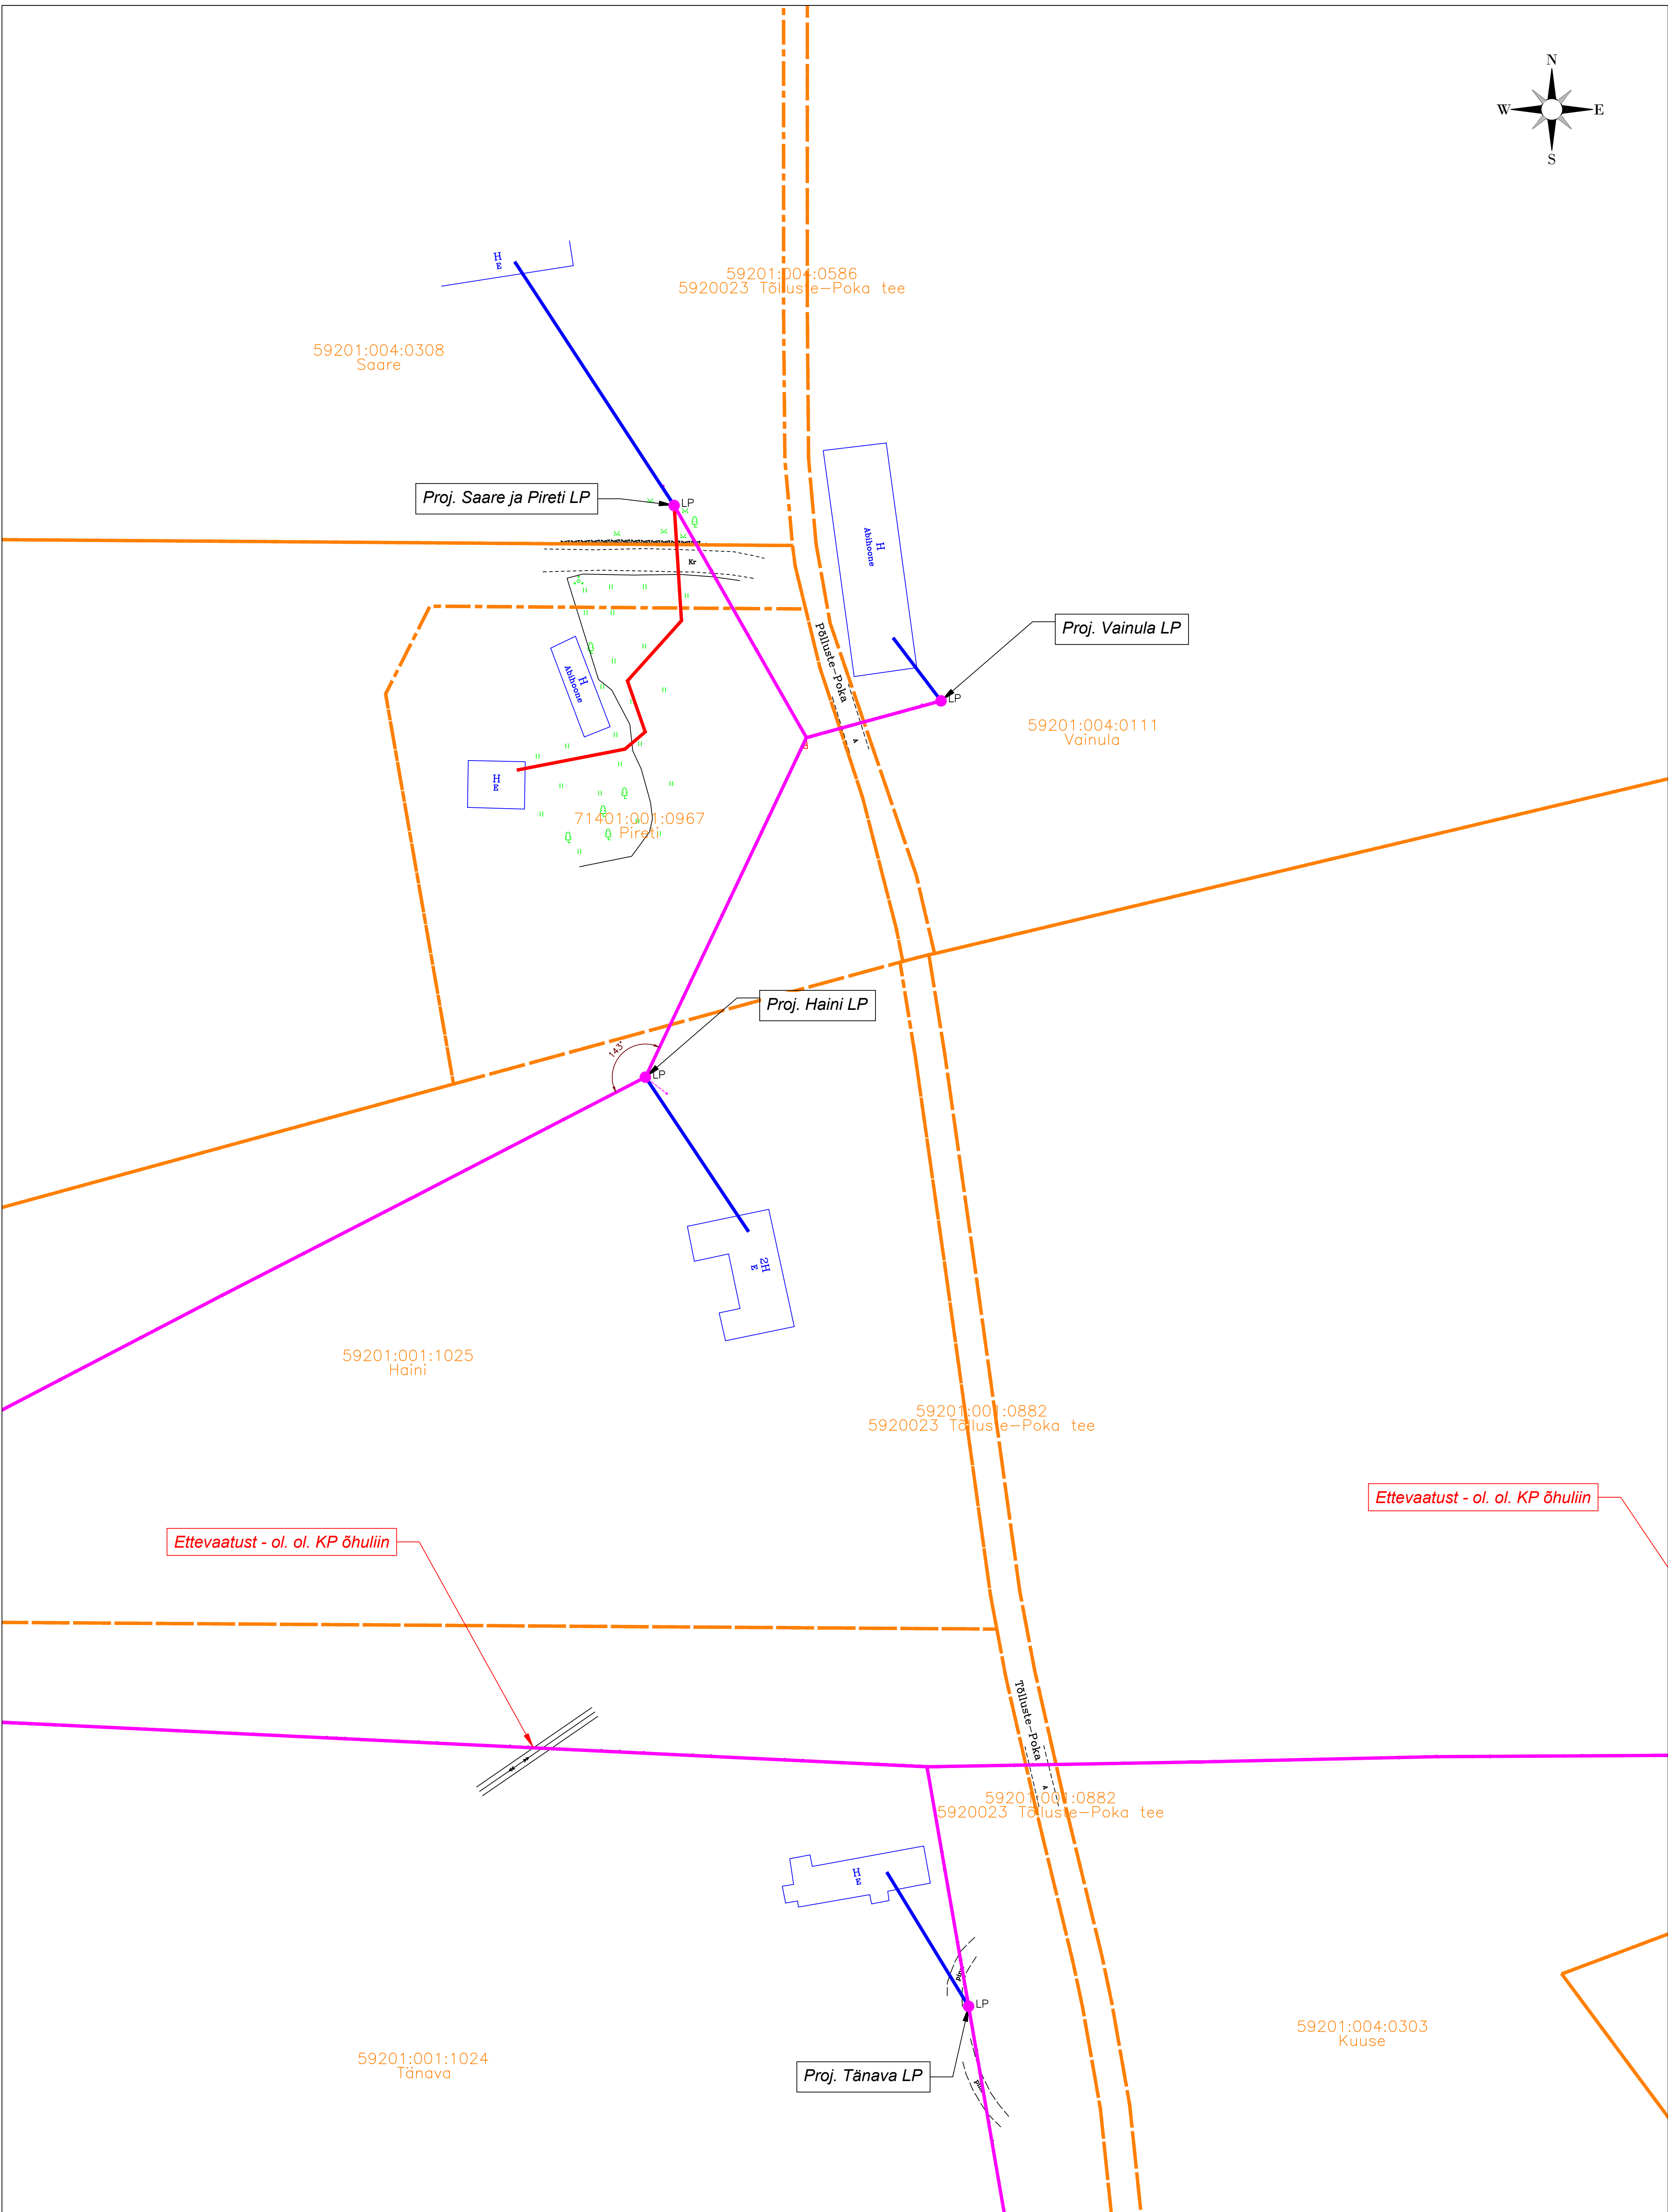 N
W
E
S
H
E
59201:004:0586
5920023 Tõlluste-Poka tee
59201:004:0308
Saare
Proj. Saare ja Pireti LP
LP
H
Abihoone
Kr
Proj. Vainula LP
Põlluste-Poka
H
Abihoone
LP
59201:004:0111
Vainula
A
H
E
71401:001:0967
Pireti
Proj. Haini LP
143°
LP
2H
E
59201:001:1025
Haini
59201:001:0882
5920023 Tõlluste-Poka tee
Ettevaatust - ol. ol. KP õhuliin
Ettevaatust - ol. ol. KP õhuliin
Tõlluste-Poka
A
59201:001:0882
5920023 Tõlluste-Poka tee
H
E
LP
59201:004:0303
Kuuse
59201:001:1024
Tänava
Proj. Tänava LP